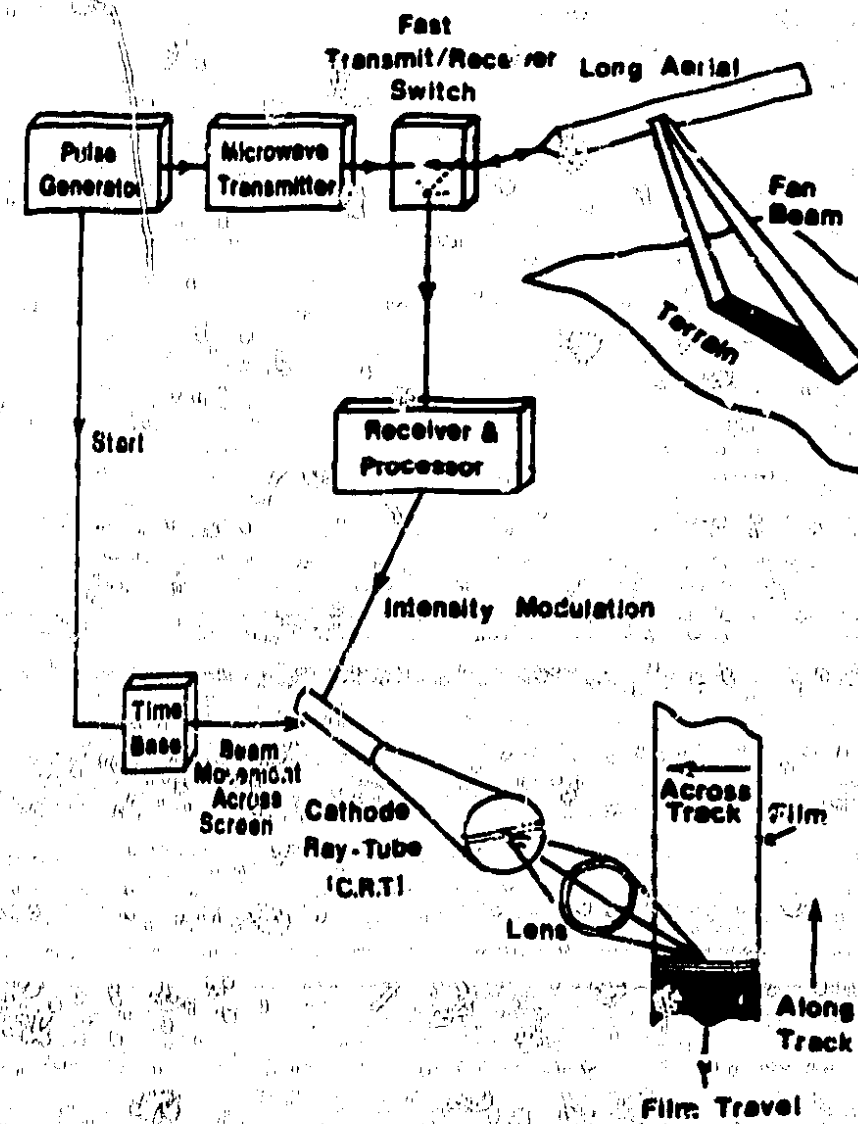 Fast
Transmit/Receiver
Switch
Long Aerial
Pulse
Generator
Microwave
Transmitter
Fan
Beam
Terrain
Receiver &
Processor
Start
Intensity Modulation
Time
Base
Beam
Movement
Across
Screen
Cathode
Ray-Tube
(C.R.T)
Lens
Across
Track
Film
Along
Track
Film Travel